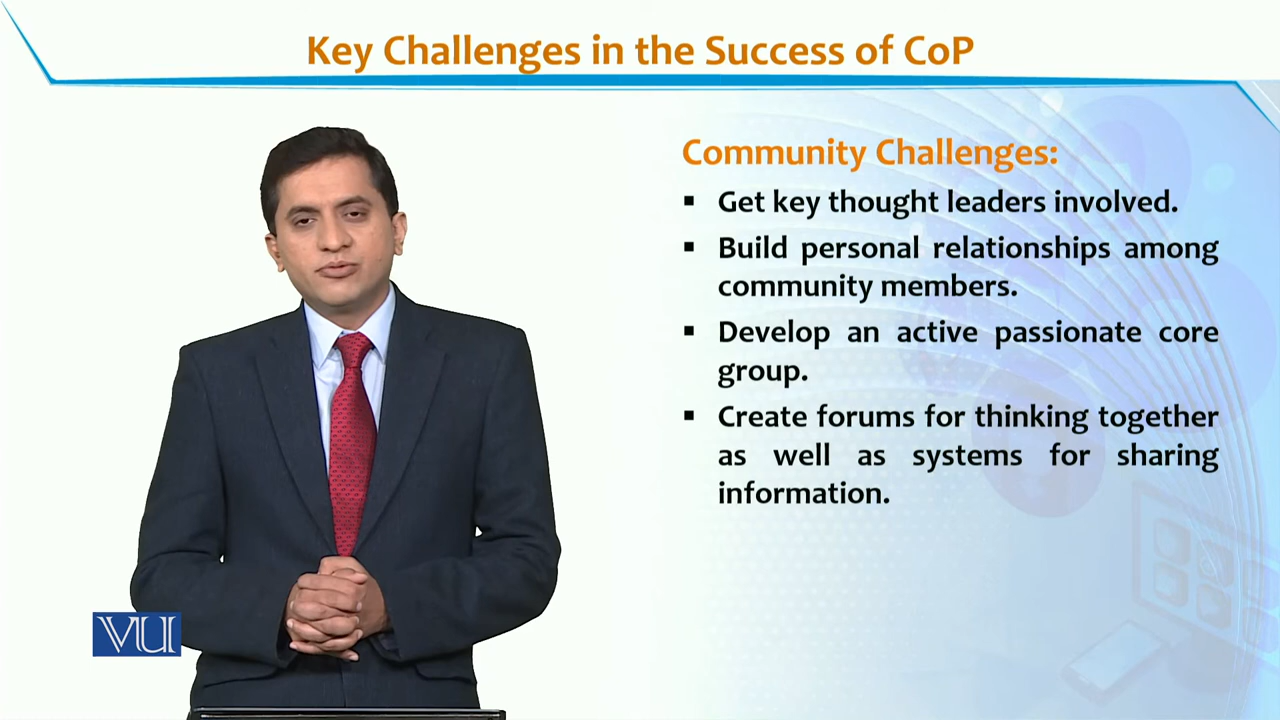 Key Challenges in the Success of CoP
Community Challenges:
▪ Get key thought leaders involved.
▪ Build personal relationships among
community members.
▪ Develop an active passionate core
group.
▪ Create forums for thinking together
as well as systems for sharing
information.
VU